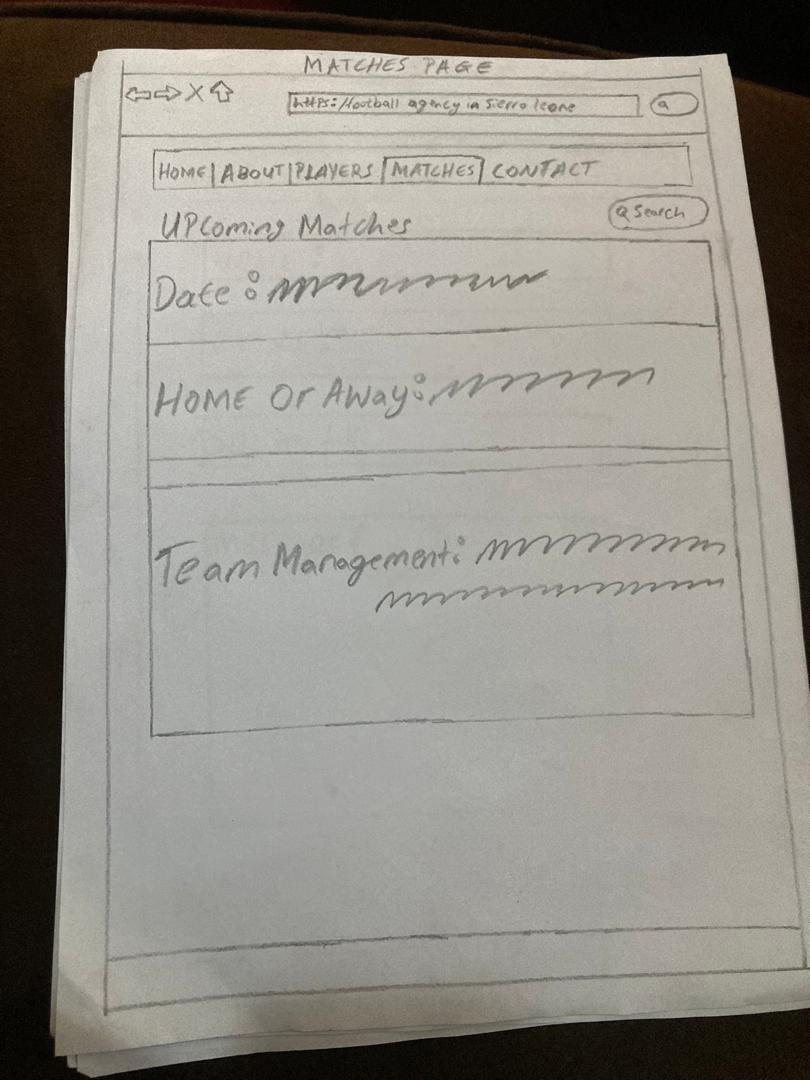 MATCHES PAGE
https://football agency in Sierra leone
HOME|ABOUT|PLAYERS|MATCHES|CONTACT
Search
UPcoming Matches
Date:
HOME Or AWay:
Team Management: